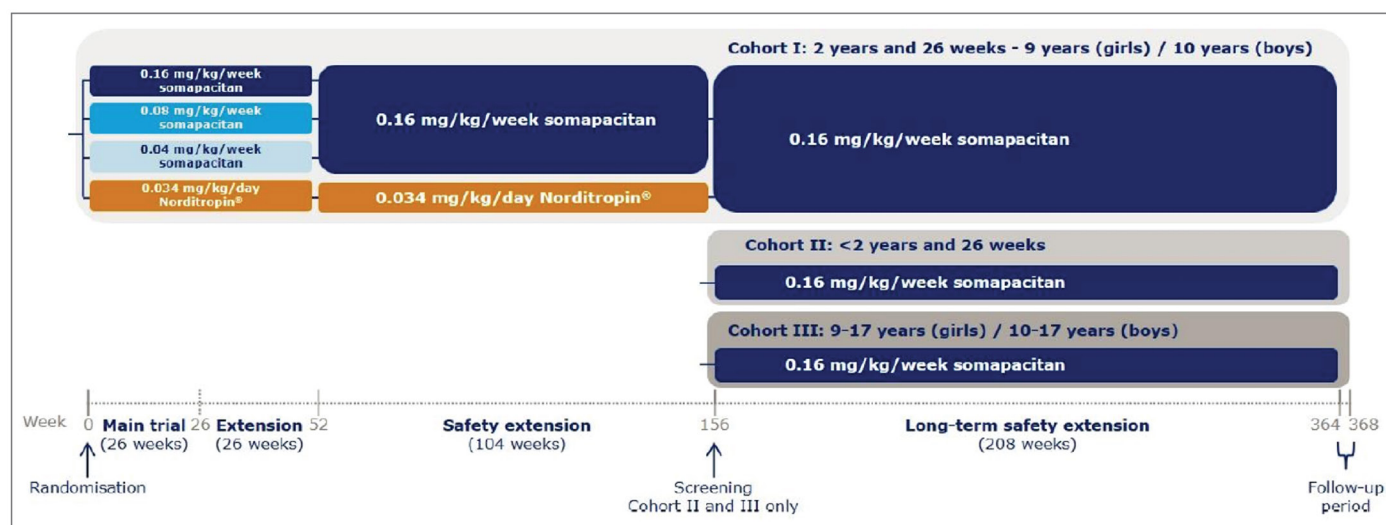 Cohort I: 2 years and 26 weeks - 9 years (girls) / 10 years (boys)
0.16 mg/kg/week
somapacitan
0.08 mg/kg/week
somapacitan
0.04 mg/kg/week
somapacitan
0.034 mg/kg/day
Norditropin®
0.16 mg/kg/week somapacitan
0.034 mg/kg/day Norditropin®
0.16 mg/kg/week somapacitan
Cohort II: <2 years and 26 weeks
0.16 mg/kg/week somapacitan
Cohort III: 9-17 years (girls) / 10-17 years (boys)
0.16 mg/kg/week somapacitan
Week 0 Main trial 26 Extension 52 Safety extension 156 Long-term safety extension 364 368
(26 weeks) (26 weeks) (104 weeks) (208 weeks)
Randomisation
Screening
Cohort II and III only
Follow-up
period